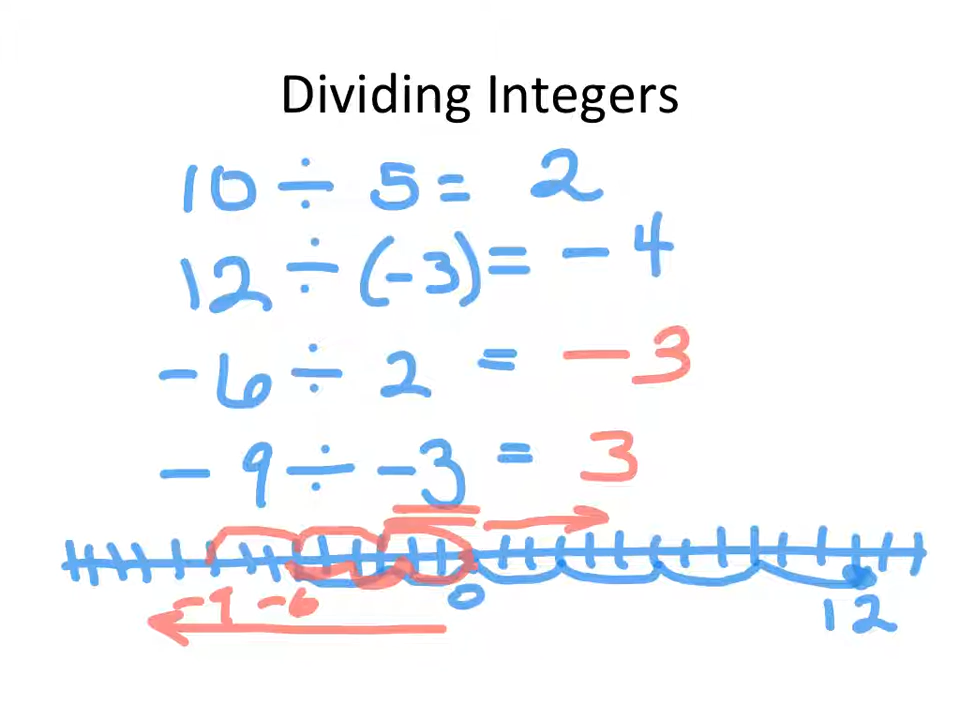 Dividing Integers
10 ÷ 5 = 2
12 ÷ (-3) = -4
-6 ÷ 2 = -3
-9 ÷ -3 = 3
-9 -6 0 12